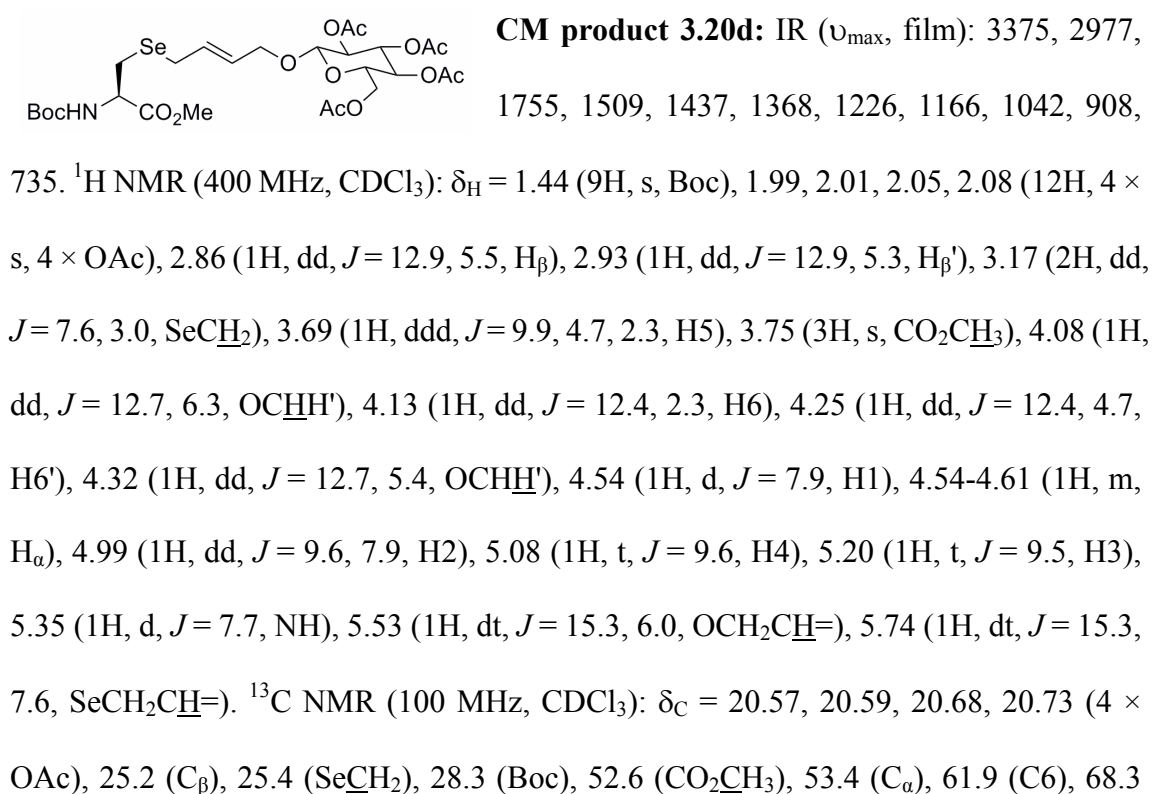 OAc
Se
OAc
O
O
OAc
BocHN
CO₂Me
AcO
CM product 3.20d: IR (υmax, film): 3375, 2977,
1755, 1509, 1437, 1368, 1226, 1166, 1042, 908,
735. ¹H NMR (400 MHz, CDCl₃): δH = 1.44 (9H, s, Boc), 1.99, 2.01, 2.05, 2.08 (12H, 4 ×
s, 4 × OAc), 2.86 (1H, dd, J = 12.9, 5.5, Hβ), 2.93 (1H, dd, J = 12.9, 5.3, Hβ'), 3.17 (2H, dd,
J = 7.6, 3.0, SeCH₂), 3.69 (1H, ddd, J = 9.9, 4.7, 2.3, H5), 3.75 (3H, s, CO₂CH₃), 4.08 (1H,
dd, J = 12.7, 6.3, OCHH'), 4.13 (1H, dd, J = 12.4, 2.3, H6), 4.25 (1H, dd, J = 12.4, 4.7,
H6'), 4.32 (1H, dd, J = 12.7, 5.4, OCHH'), 4.54 (1H, d, J = 7.9, H1), 4.54-4.61 (1H, m,
Hα), 4.99 (1H, dd, J = 9.6, 7.9, H2), 5.08 (1H, t, J = 9.6, H4), 5.20 (1H, t, J = 9.5, H3),
5.35 (1H, d, J = 7.7, NH), 5.53 (1H, dt, J = 15.3, 6.0, OCH₂CH=), 5.74 (1H, dt, J = 15.3,
7.6, SeCH₂CH=). ¹³C NMR (100 MHz, CDCl₃): δC = 20.57, 20.59, 20.68, 20.73 (4 ×
OAc), 25.2 (Cβ), 25.4 (SeCH₂), 28.3 (Boc), 52.6 (CO₂CH₃), 53.4 (Cα), 61.9 (C6), 68.3